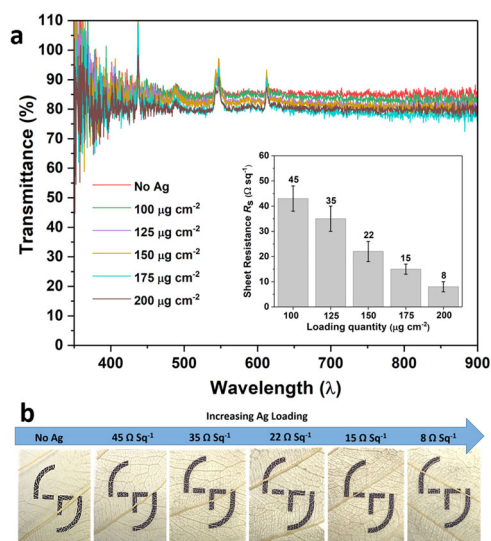 a
110
100
90
80
70
60
50
40
30
20
10
0
Transmittance (%)
No Ag
100 μg cm-2
125 μg cm-2
150 μg cm-2
175 μg cm-2
200 μg cm-2
Sheet Resistance Rs (Ω sq-1)
60
50
40
30
20
10
0
45
35
22
15
8
100 125 150 175 200
Loading quantity (μg cm-2)
400 500 600 700 800 900
Wavelength (λ)
b
Increasing Ag Loading
No Ag 45 Ω Sq-1 35 Ω Sq-1 22 Ω Sq-1 15 Ω Sq-1 8 Ω Sq-1